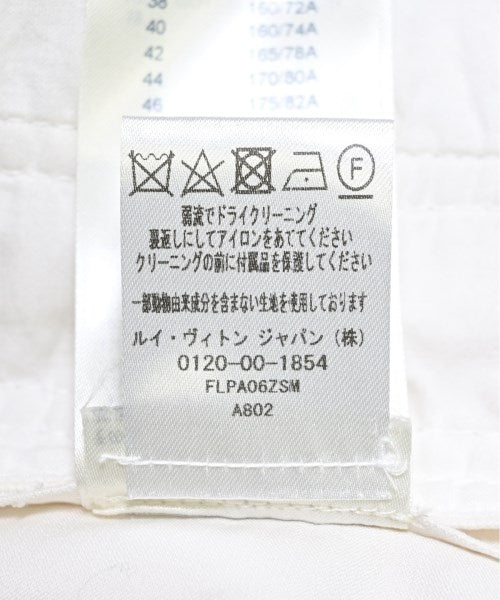 38 160/72A
40 160/74A
42 165/78A
44 170/80A
46 175/82A
F
弱流でドライクリーニング
裏返しにしてアイロンをあててください
クリーニングの前に付属品を保護してください
一部動物由来成分を含まない生地を使用しております
ルイ・ヴィトン ジャパン (株)
0120-00-1854
FLPA06ZSM
A802